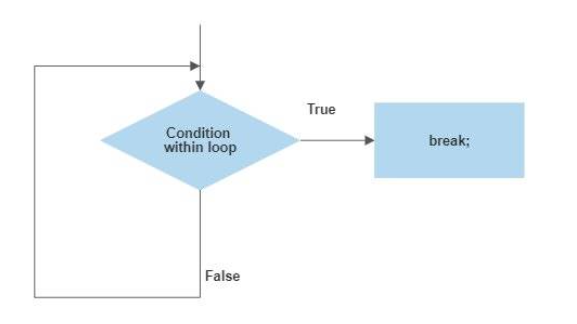 True
Condition
within loop
break;
False